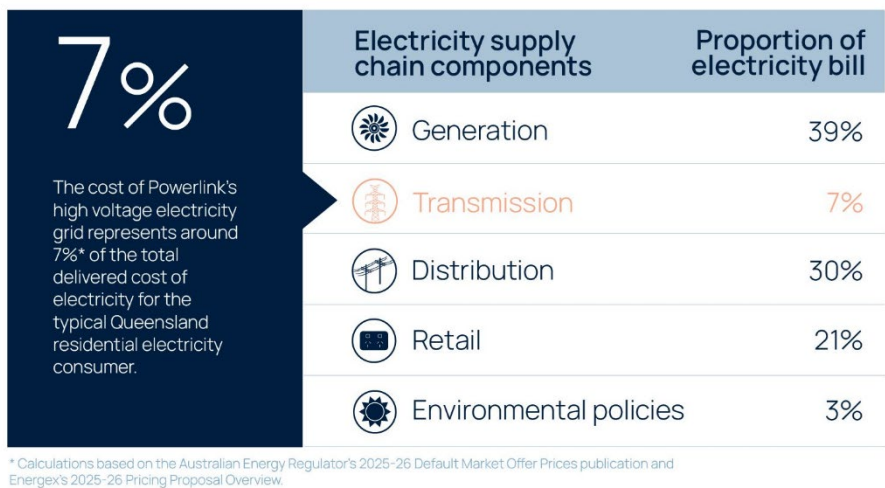 7%
The cost of Powerlink's
high voltage electricity
grid represents around
7%* of the total
delivered cost of
electricity for the
typical Queensland
residential electricity
consumer.
Electricity supply
chain components
Proportion of
electricity bill
Generation 39%
Transmission 7%
Distribution 30%
Retail 21%
Environmental policies 3%
* Calculations based on the Australian Energy Regulator's 2025-26 Default Market Offer Prices publication and
Energex's 2025-26 Pricing Proposal Overview.